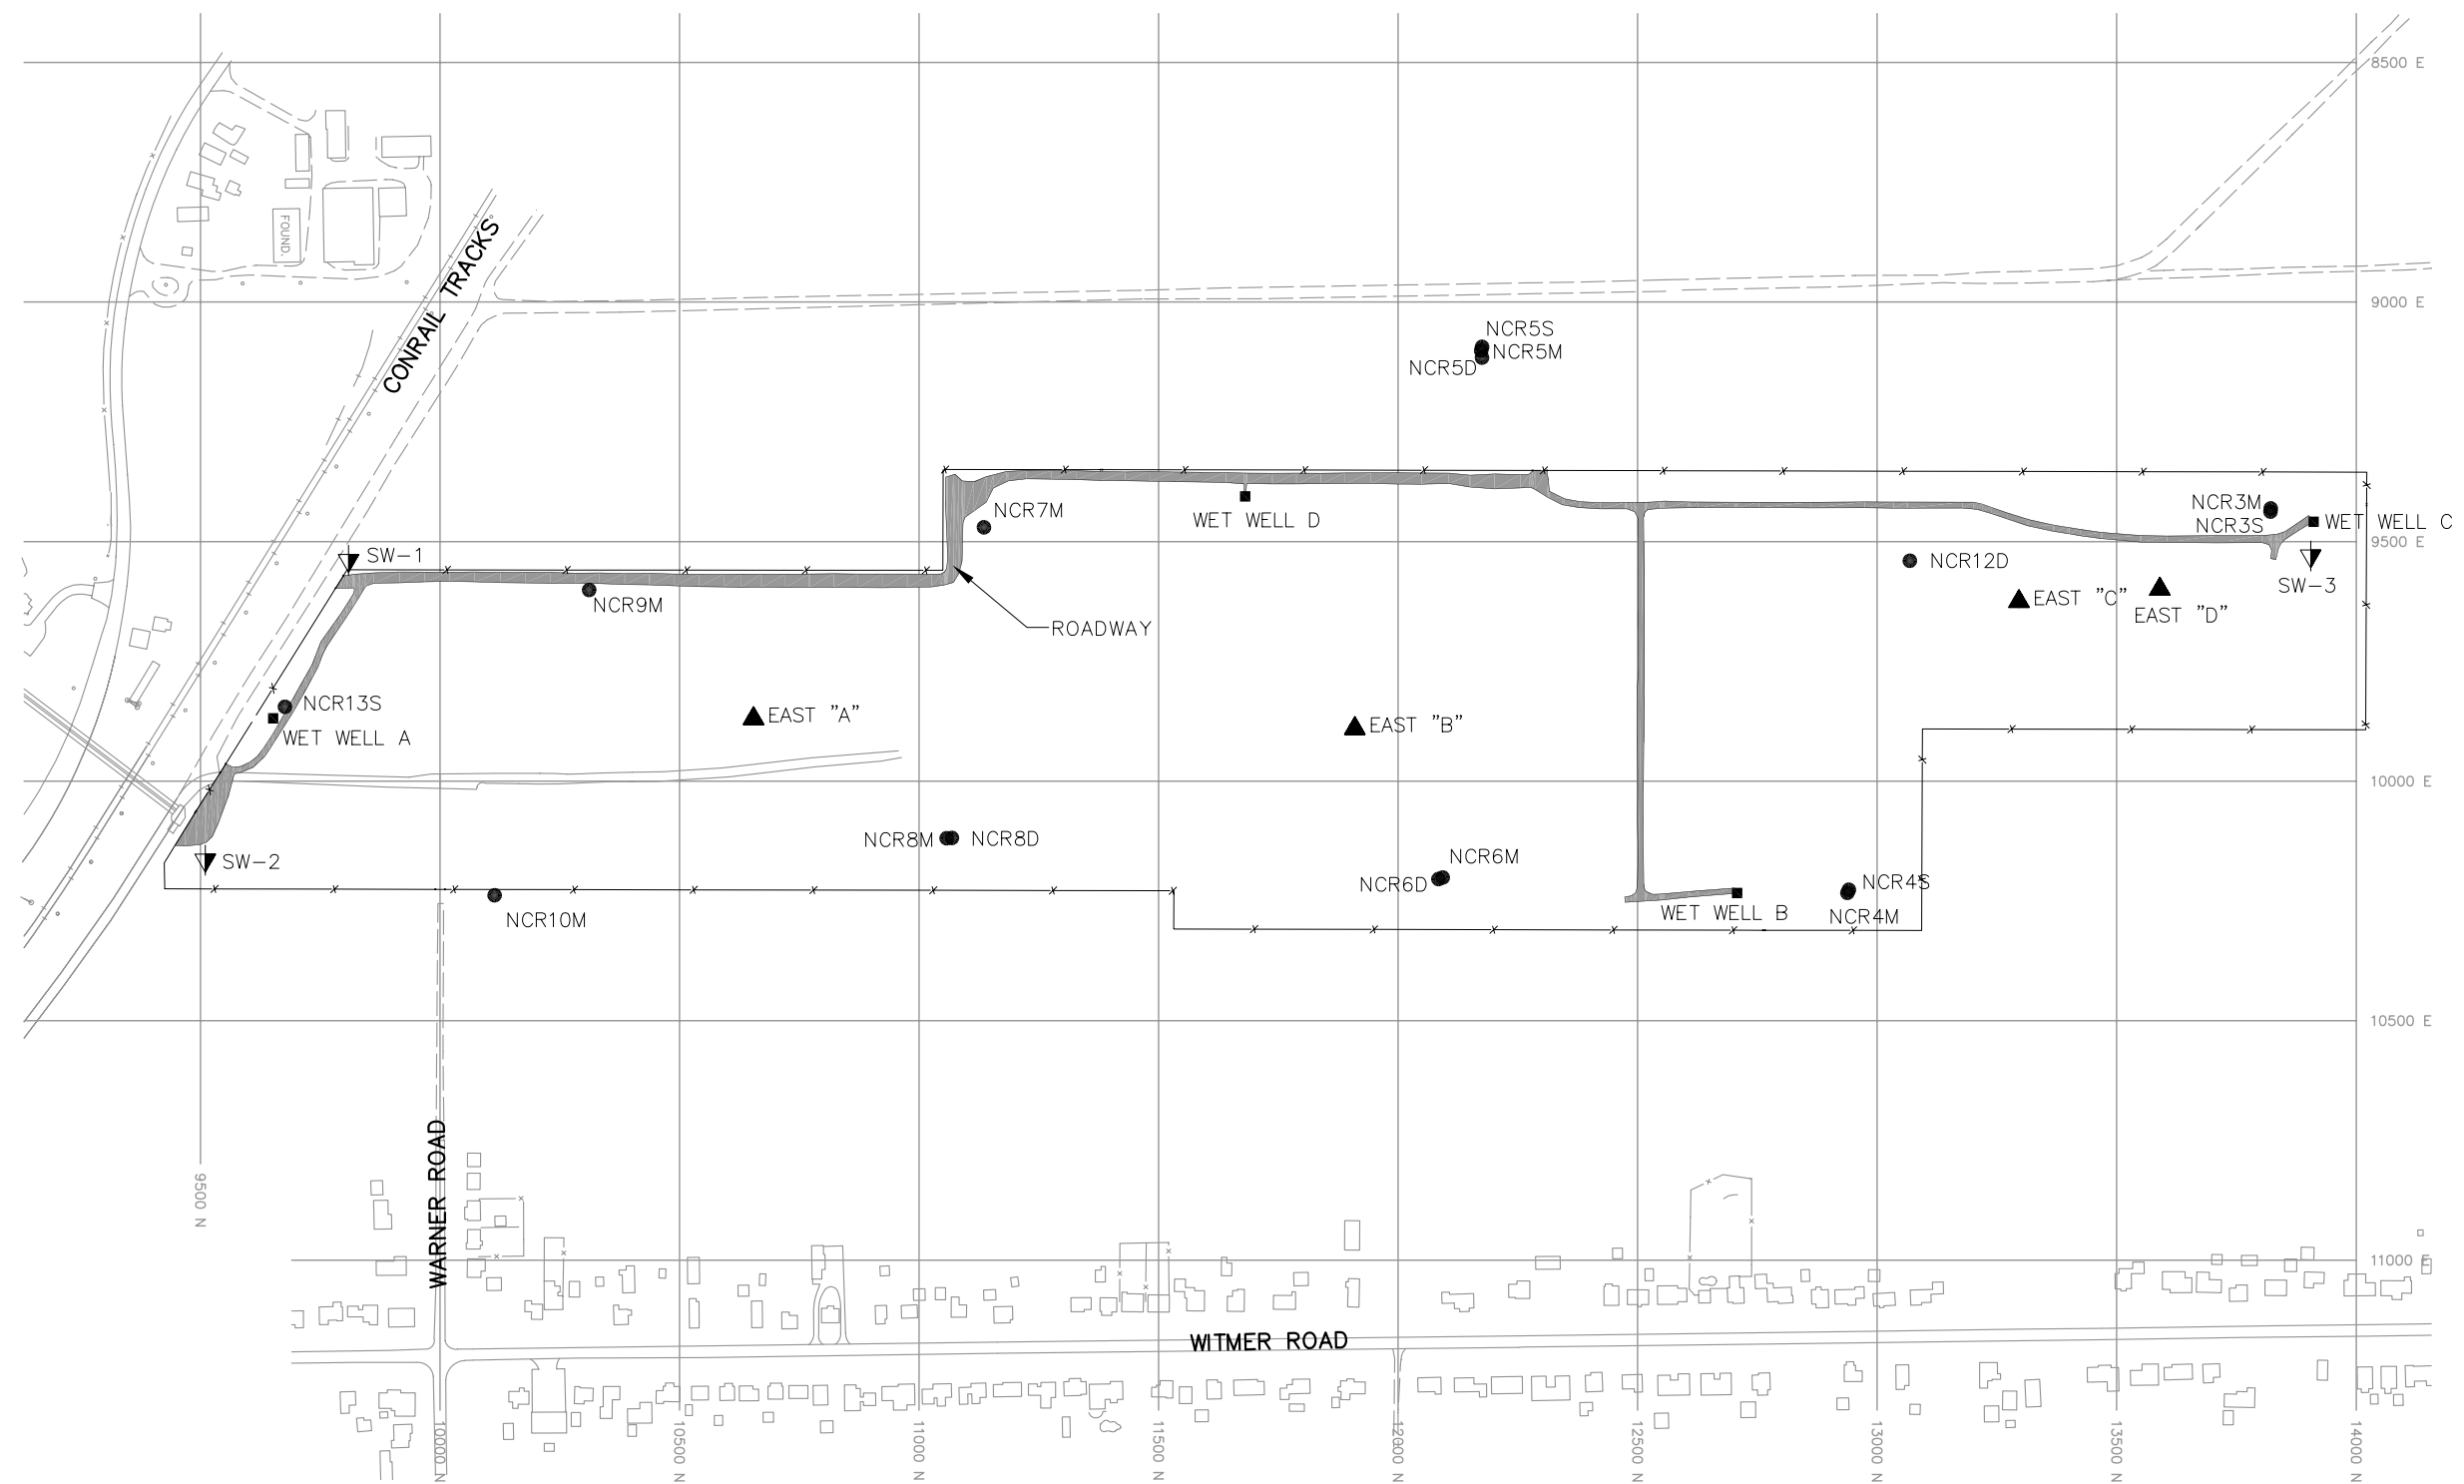 8500 E
FOUND.
CONRAIL TRACKS
9000 E
NCR5S
NCR5M
NCR5D
NCR7M
NCR3M
NCR3S
WET WELL D
WET WELL C
SW-1
NCR12D
SW-3
9500 E
NCR9M
EAST "C"
EAST "D"
ROADWAY
NCR13S
EAST "A"
EAST "B"
WET WELL A
10000 E
NCR8M
NCR8D
SW-2
NCR6M
NCR6D
NCR4S
WET WELL B
NCR4M
NCR10M
10500 E
WARNER ROAD
9500 N
11000 E
WITMER ROAD
10000 N
10500 N
11000 N
11500 N
12000 N
12500 N
13000 N
13500 N
14000 N